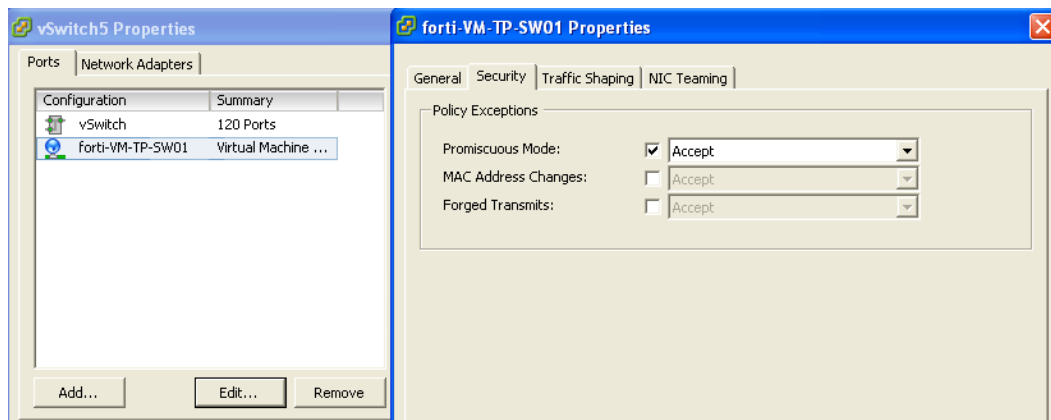 vSwitch5 Properties
Ports
Network Adapters
Configuration
Summary
vSwitch
120 Ports
forti-VM-TP-SW01
Virtual Machine ...
Add...
Edit...
Remove
forti-VM-TP-SW01 Properties
General
Security
Traffic Shaping
NIC Teaming
Policy Exceptions
Promiscuous Mode:
Accept
MAC Address Changes:
Accept
Forged Transmits:
Accept